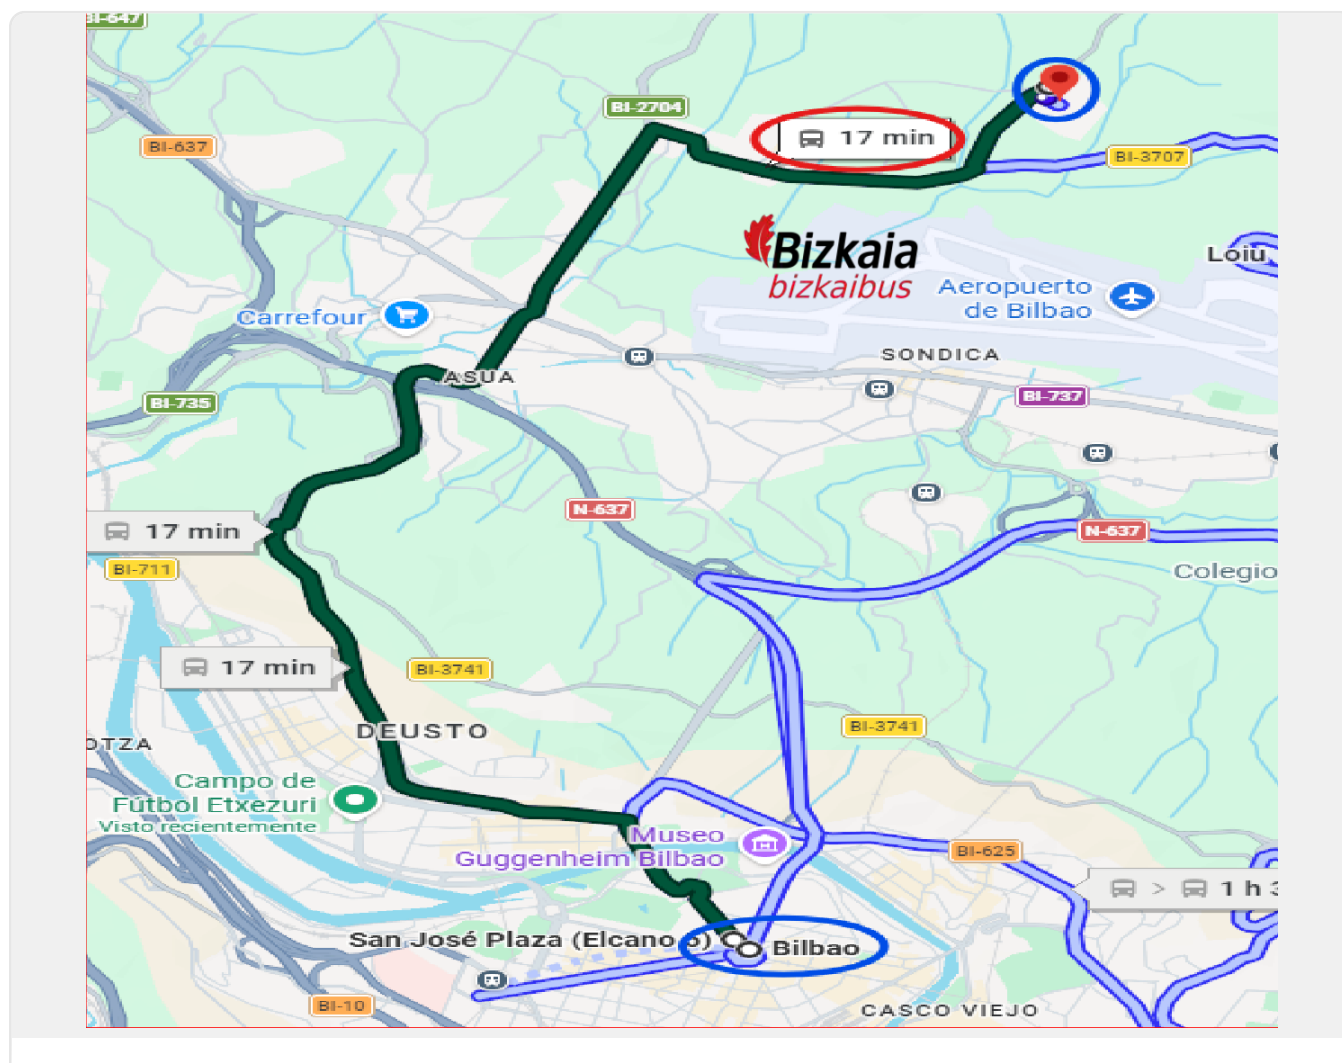 BI-647
BI-2704
17 min
BI-637
BI-3707
Bizkaia
bizkaibus
Loiu
Aeropuerto
de Bilbao
Carrefour
SONDICA
ASUA
BI-737
BI-735
N-637
17 min
N-637
BI-711
Colegio
17 min
BI-3741
DEUSTO
BI-3741
OTZA
Campo de
Fútbol Etxezuri
Visto recientemente
Museo
Guggenheim Bilbao
BI-625
1 h 3
San José Plaza (Elcano 6)
Bilbao
BI-10
CASCO VIEJO